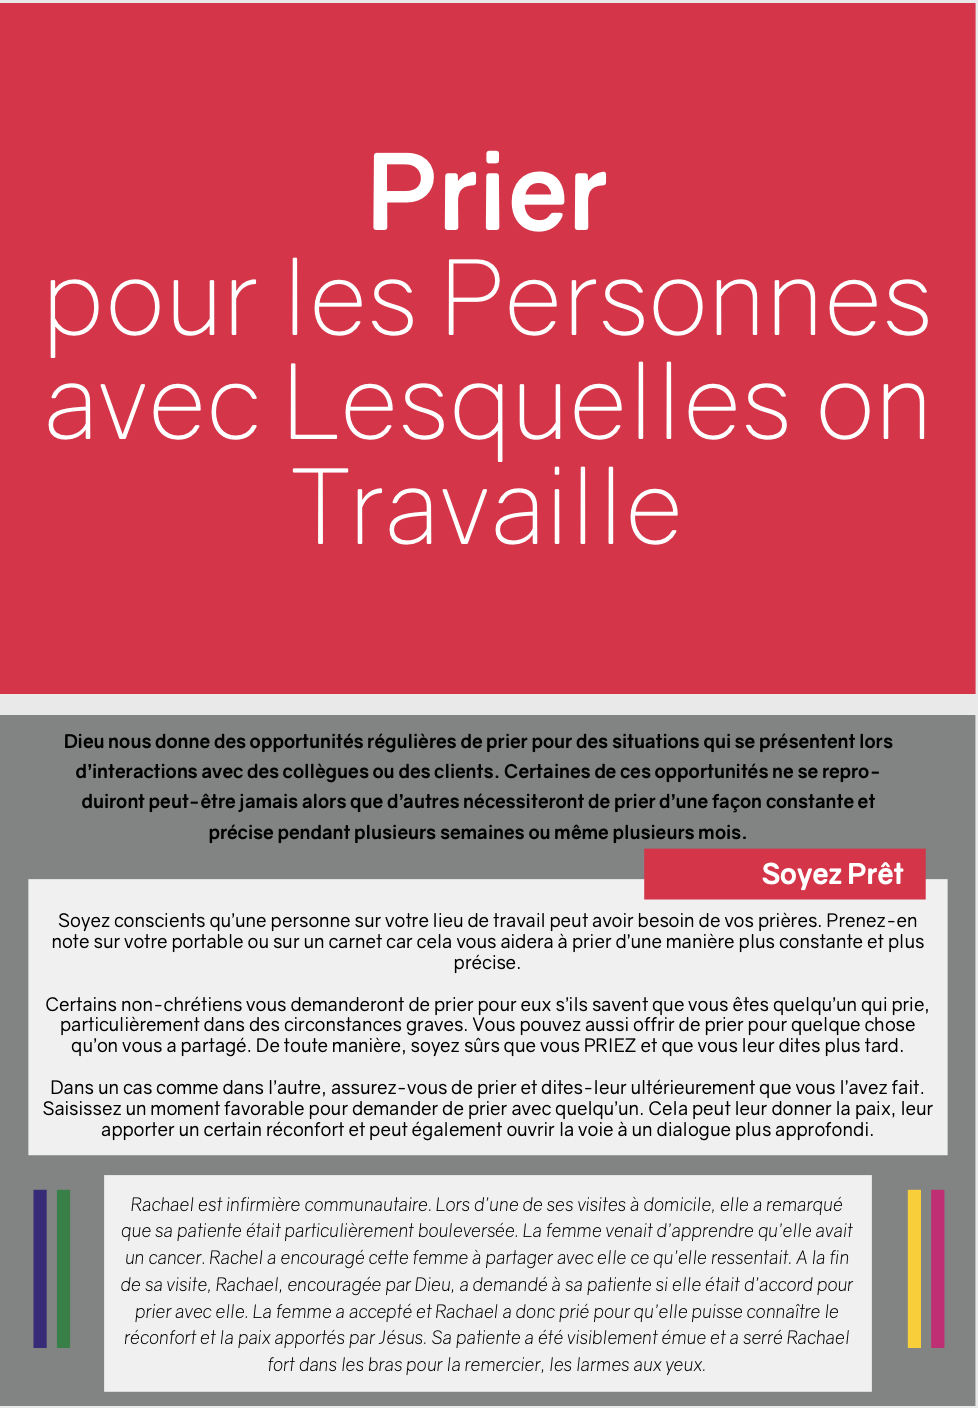 Prier
pour les Personnes
avec Lesquelles on
Travaille
Dieu nous donne des opportunités régulières de prier pour des situations qui se présentent lors
d'interactions avec des collègues ou des clients. Certaines de ces opportunités ne se repro-
duiront peut-être jamais alors que d'autres nécessiteront de prier d'une façon constante et
précise pendant plusieurs semaines ou même plusieurs mois.
Soyez Prêt
Soyez conscients qu'une personne sur votre lieu de travail peut avoir besoin de vos prières. Prenez-en
note sur votre portable ou sur un carnet car cela vous aidera à prier d'une manière plus constante et plus
précise.
Certains non-chrétiens vous demanderont de prier pour eux s'ils savent que vous êtes quelqu'un qui prie,
particulièrement dans des circonstances graves. Vous pouvez aussi offrir de prier pour quelque chose
qu'on vous a partagé. De toute manière, soyez sûrs que vous PRIEZ et que vous leur dites plus tard.
Dans un cas comme dans l'autre, assurez-vous de prier et dites-leur ultérieurement que vous l'avez fait.
Saisissez un moment favorable pour demander de prier avec quelqu'un. Cela peut leur donner la paix, leur
apporter un certain réconfort et peut également ouvrir la voie à un dialogue plus approfondi.
Rachael est infirmière communautaire. Lors d'une de ses visites à domicile, elle a remarqué
que sa patiente était particulièrement bouleversée. La femme venait d'apprendre qu'elle avait
un cancer. Rachel a encouragé cette femme à partager avec elle ce qu'elle ressentait. A la fin
de sa visite, Rachael, encouragée par Dieu, a demandé à sa patiente si elle était d'accord pour
prier avec elle. La femme a accepté et Rachael a donc prié pour qu'elle puisse connaître le
réconfort et la paix apportés par Jésus. Sa patiente a été visiblement émue et a serré Rachael
fort dans les bras pour la remercier, les larmes aux yeux.